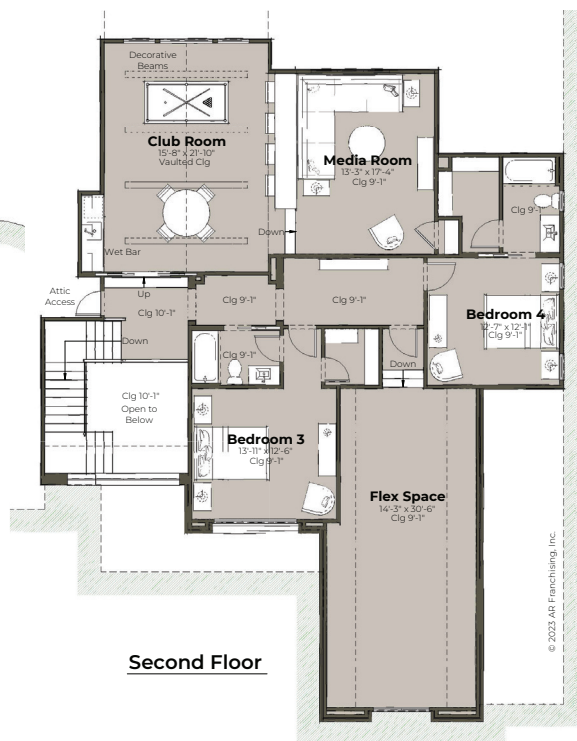 Decorative
Beams
Club Room
15'-8" x 21'-10"
Vaulted Clg
Media Room
13'-3" x 17'-4"
Clg 9'-1"
Clg 9'-1"
Down
Wet Bar
Attic
Access
Up
Clg 10'-1"
Clg 9'-1"
Clg 9'-1"
Bedroom 4
12'-7" x 12'-1"
Clg 9'-1"
Down
Clg 9'-1"
Down
Clg 10'-1"
Open to
Below
Bedroom 3
13'-11" x 12'-6"
Clg 9'-1"
Flex Space
14'-3" x 30'-6"
Clg 9'-1"
© 2023 AR Franchising, Inc.
Second Floor